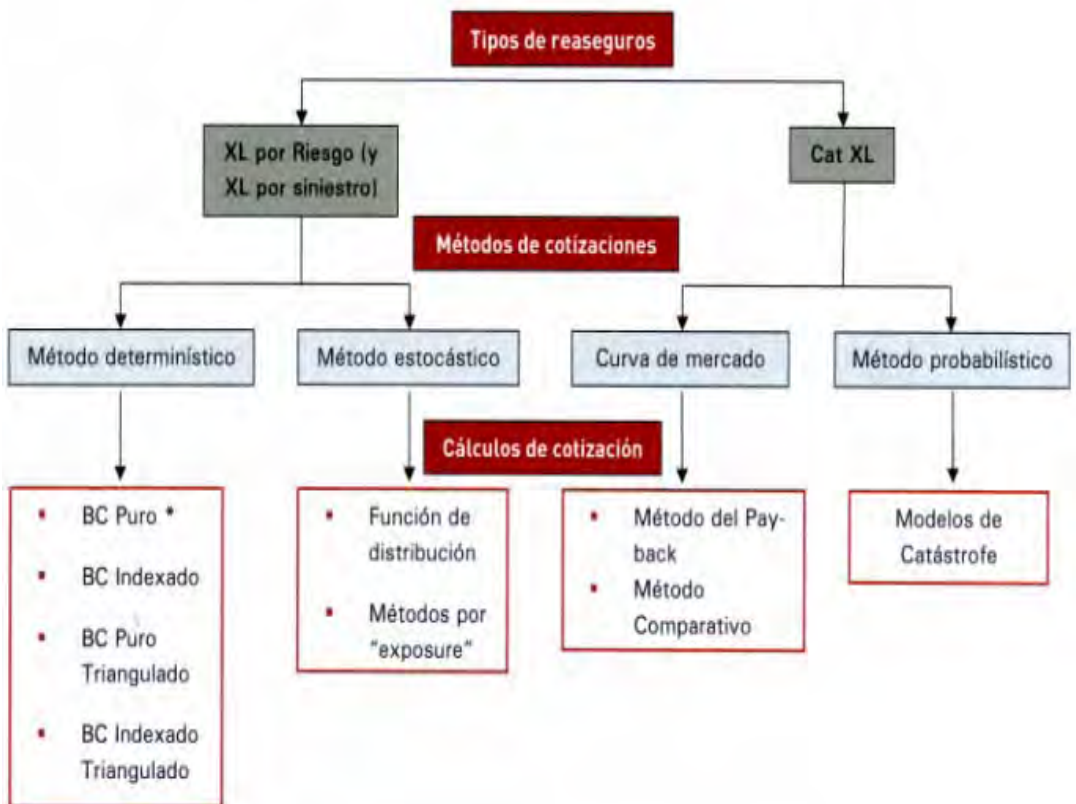 Tipos de reaseguros
XL por Riesgo (y
XL por siniestro)
Cat XL
Métodos de cotizaciones
Método determínístico
Método estocástico
Curva de mercado
Método probabilístico
Cálculos de cotización
▪ BC Puro *
▪ BC Indexado
▪ BC Puro
Triangulado
▪ BC Indexado
Triangulado
▪ Función de
distribución
▪ Métodos por
"exposure"
▪ Método del Pay-
back
▪ Método
Comparativo
Modelos de
Catástrofe